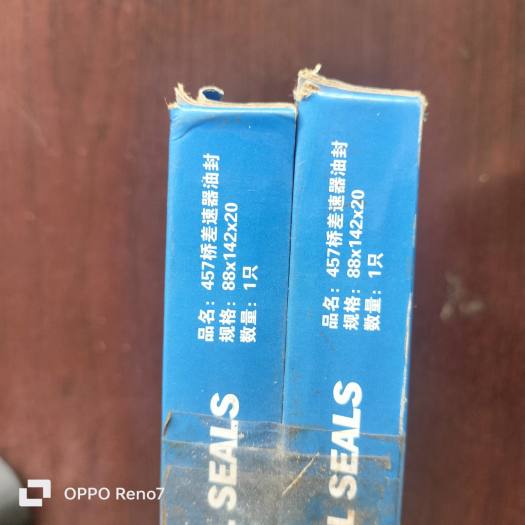 品名：457桥差速器油封
规格：88x142x20
数量：1只
L SEALS
品名：457桥差速器油封
规格：88x142x20
数量：1只
L SEALS
OPPO Reno7